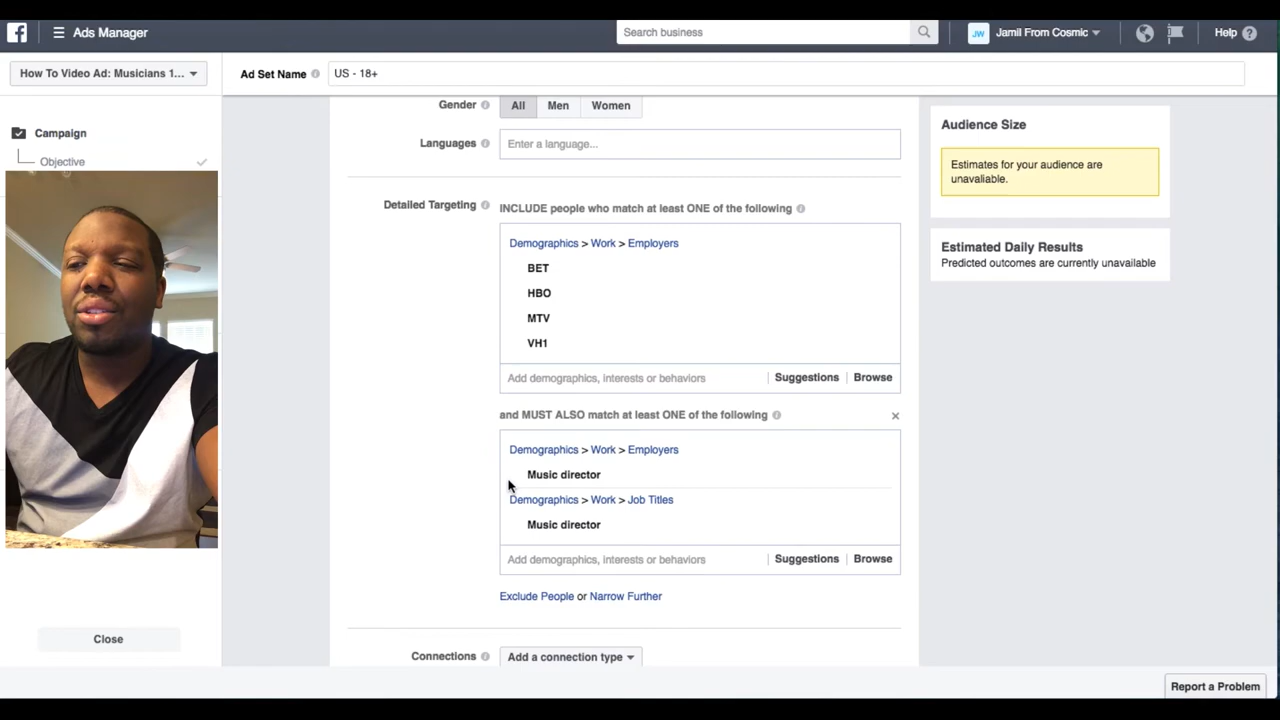 Ads Manager
Search business
JW Jamil From Cosmic
Help ?
How To Video Ad: Musicians 1...
Ad Set Name
US - 18+
Campaign
Objective
Close
Gender
All
Men
Women
Languages
Enter a language...
Detailed Targeting
INCLUDE people who match at least ONE of the following
Demographics > Work > Employers
BET
HBO
MTV
VH1
Add demographics, interests or behaviors
Suggestions
Browse
and MUST ALSO match at least ONE of the following
Demographics > Work > Employers
Music director
Demographics > Work > Job Titles
Music director
Add demographics, interests or behaviors
Suggestions
Browse
Exclude People or Narrow Further
Connections
Add a connection type
Audience Size
Estimates for your audience are
unavaliable.
Estimated Daily Results
Predicted outcomes are currently unavailable
Report a Problem